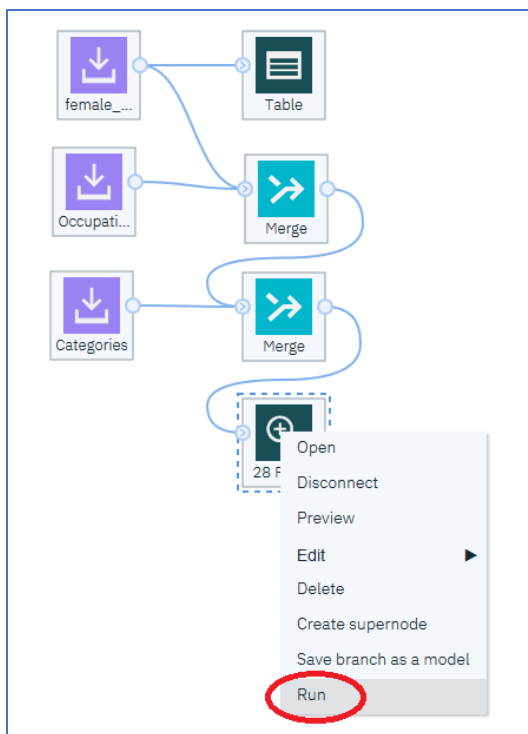 female_...
Table
Occupati...
Merge
Categories
Merge
28 F
Open
Disconnect
Preview
Edit
Delete
Create supernode
Save branch as a model
Run